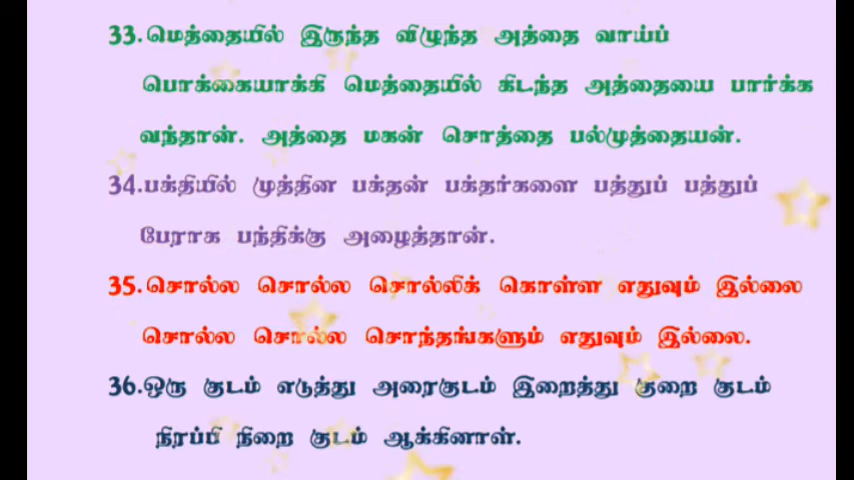 33. மெத்தையில் இருந்த விழுந்த அத்தை வாய்ப்
பொக்கையாக்கி மெத்தையில் கிடந்த அத்தையை பார்க்க
வந்தான். அத்தை மகன் சொத்தை பல்முத்தையன்.
34.பக்தியில் முத்தின பக்தன் பக்தர்களை பத்துப் பத்துப்
பேராக பந்திக்கு அழைத்தான்.
35. சொல்ல சொல்ல சொல்லிக் கொள்ள எதுவும் இல்லை
சொல்ல சொல்ல சொந்தங்களும் எதுவும் இல்லை.
36.ஒரு குடம் எடுத்து அரைகுடம் இறைத்து குறை குடம்
நிரப்பி நிறை குடம் ஆக்கினாள்.